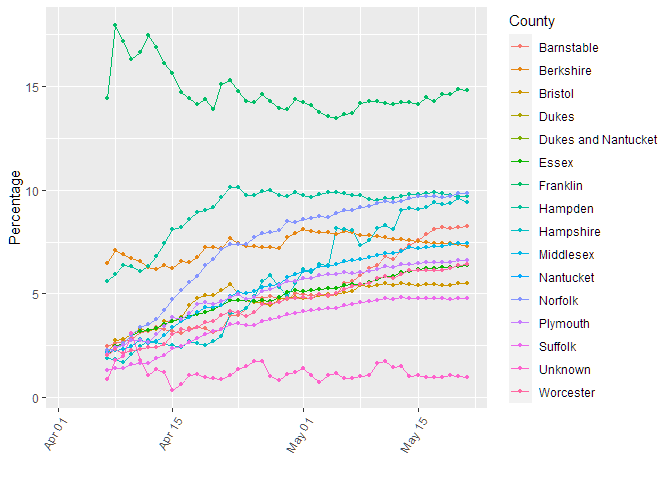 County
Barnstable
Berkshire
Bristol
Dukes
Dukes and Nantucket
Essex
Franklin
Hampden
Hampshire
Middlesex
Nantucket
Norfolk
Plymouth
Suffolk
Unknown
Worcester
Percentage
15
10
5
0
Apr 01
Apr 15
May 01
May 15